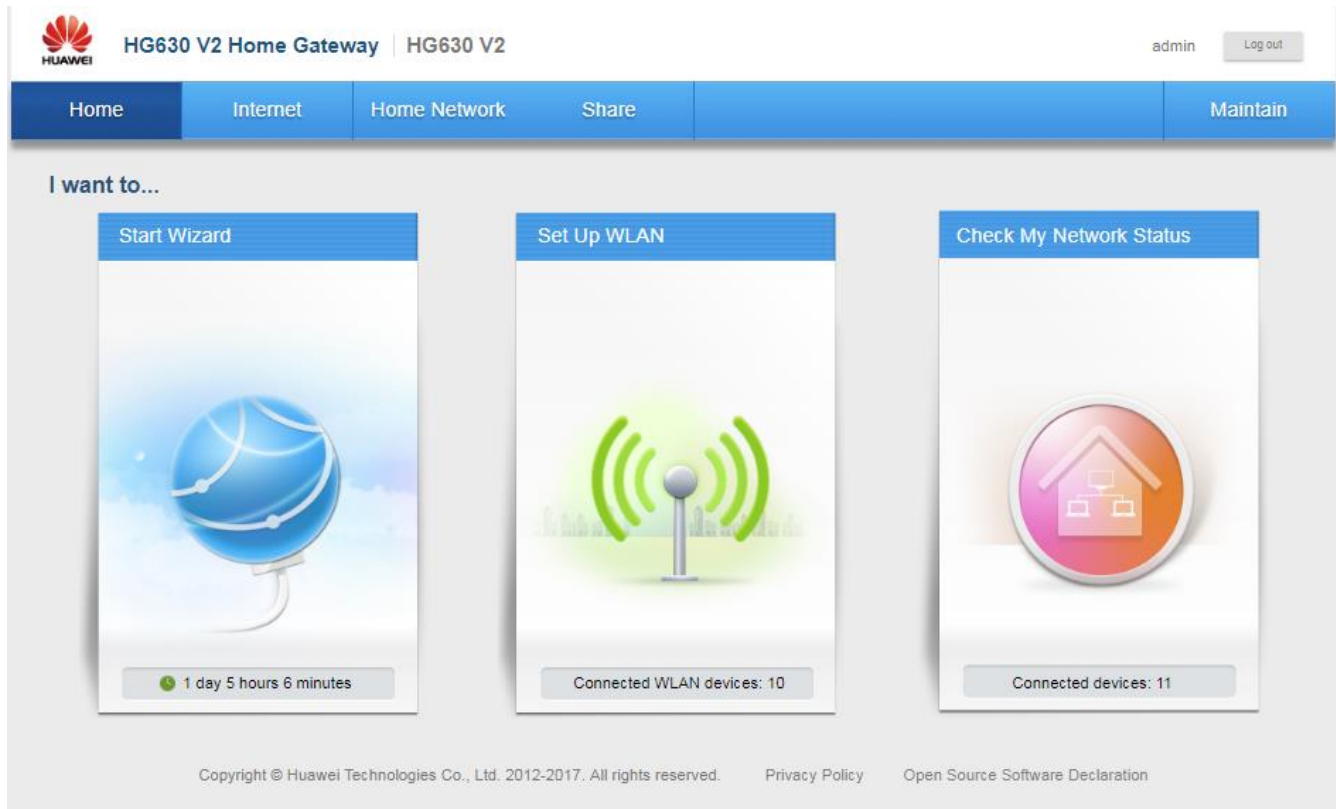 HUAWEI
HG630 V2 Home Gateway HG630 V2
admin
Log out
Home
Internet
Home Network
Share
Maintain
I want to...
Start Wizard
Set Up WLAN
Check My Network Status
1 day 5 hours 6 minutes
Connected WLAN devices: 10
Connected devices: 11
Copyright © Huawei Technologies Co., Ltd. 2012-2017. All rights reserved. Privacy Policy Open Source Software Declaration